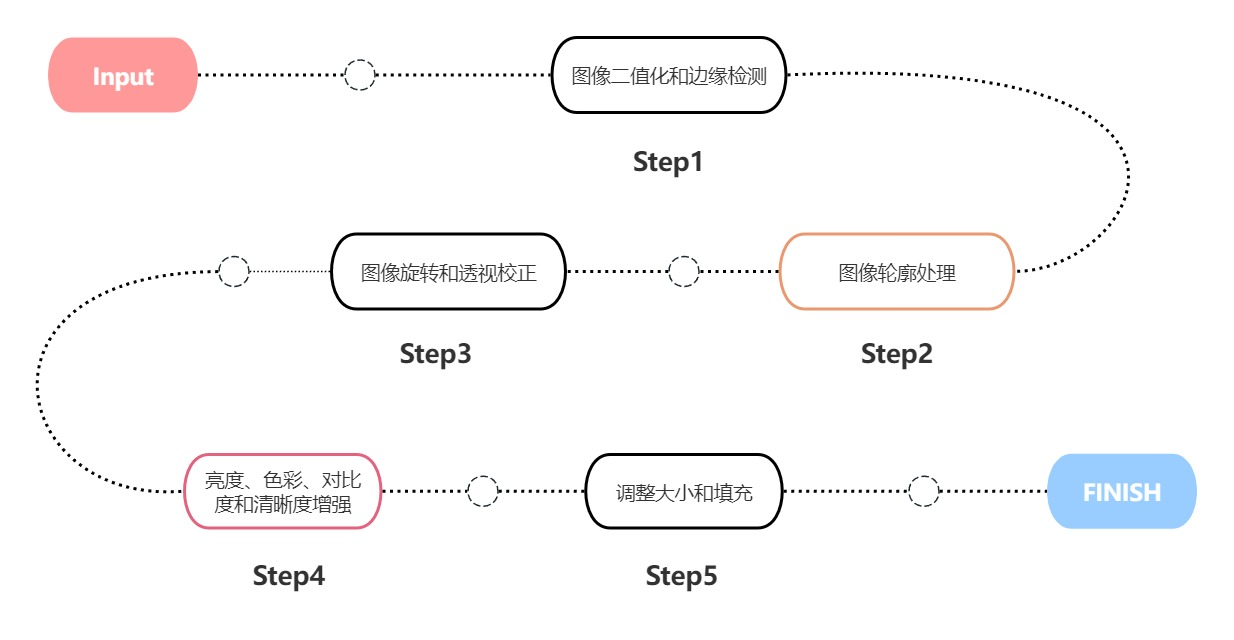 Input
图像二值化和边缘检测
Step1
图像旋转和透视校正
图像轮廓处理
Step3
Step2
亮度、色彩、对比
度和清晰度增强
调整大小和填充
FINISH
Step4
Step5